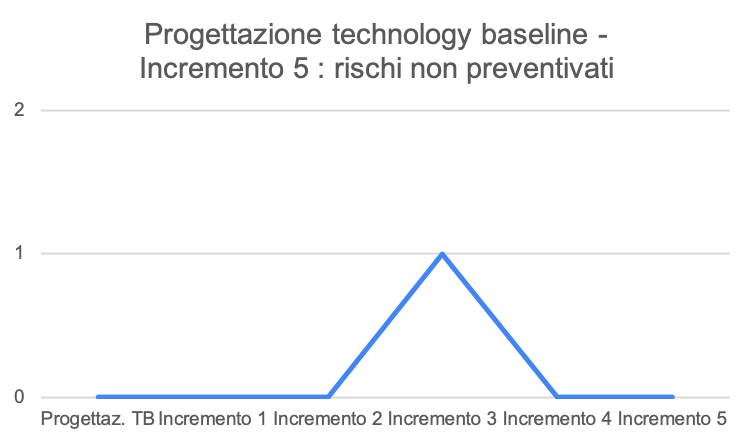 Progettazione technology baseline -
Incremento 5 : rischi non preventivati
2
1
0
Progettaz. TB Incremento 1 Incremento 2 Incremento 3 Incremento 4 Incremento 5